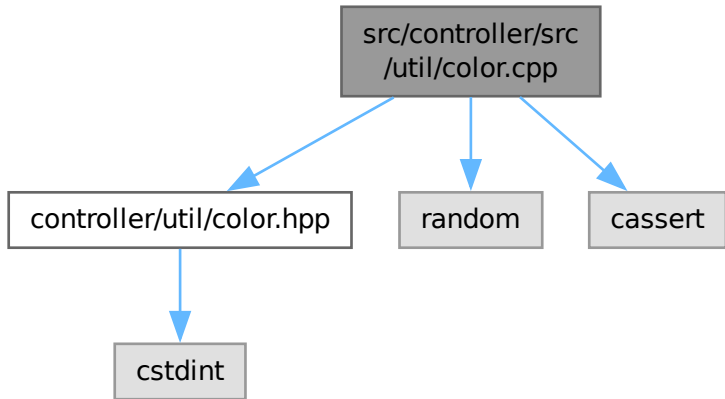 src/controller/src
/util/color.cpp
controller/util/color.hpp
random
cassert
cstdint